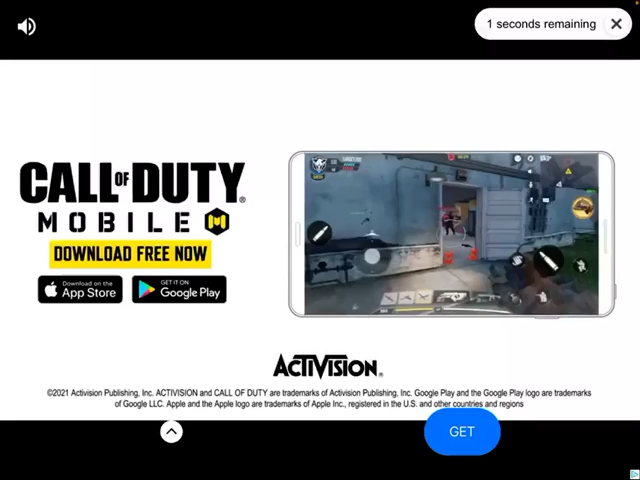 1 seconds remaining
CALL OF DUTY®
MOBILE
DOWNLOAD FREE NOW
Download on the
App Store
GET IT ON
Google Play
ACTIVISION®
©2021 Activision Publishing, Inc. ACTIVISION and CALL OF DUTY are trademarks of Activision Publishing, Inc. Google Play and the Google Play logo are trademarks
of Google LLC. Apple and the Apple logo are trademarks of Apple Inc., registered in the U.S. and other countries and regions
GET